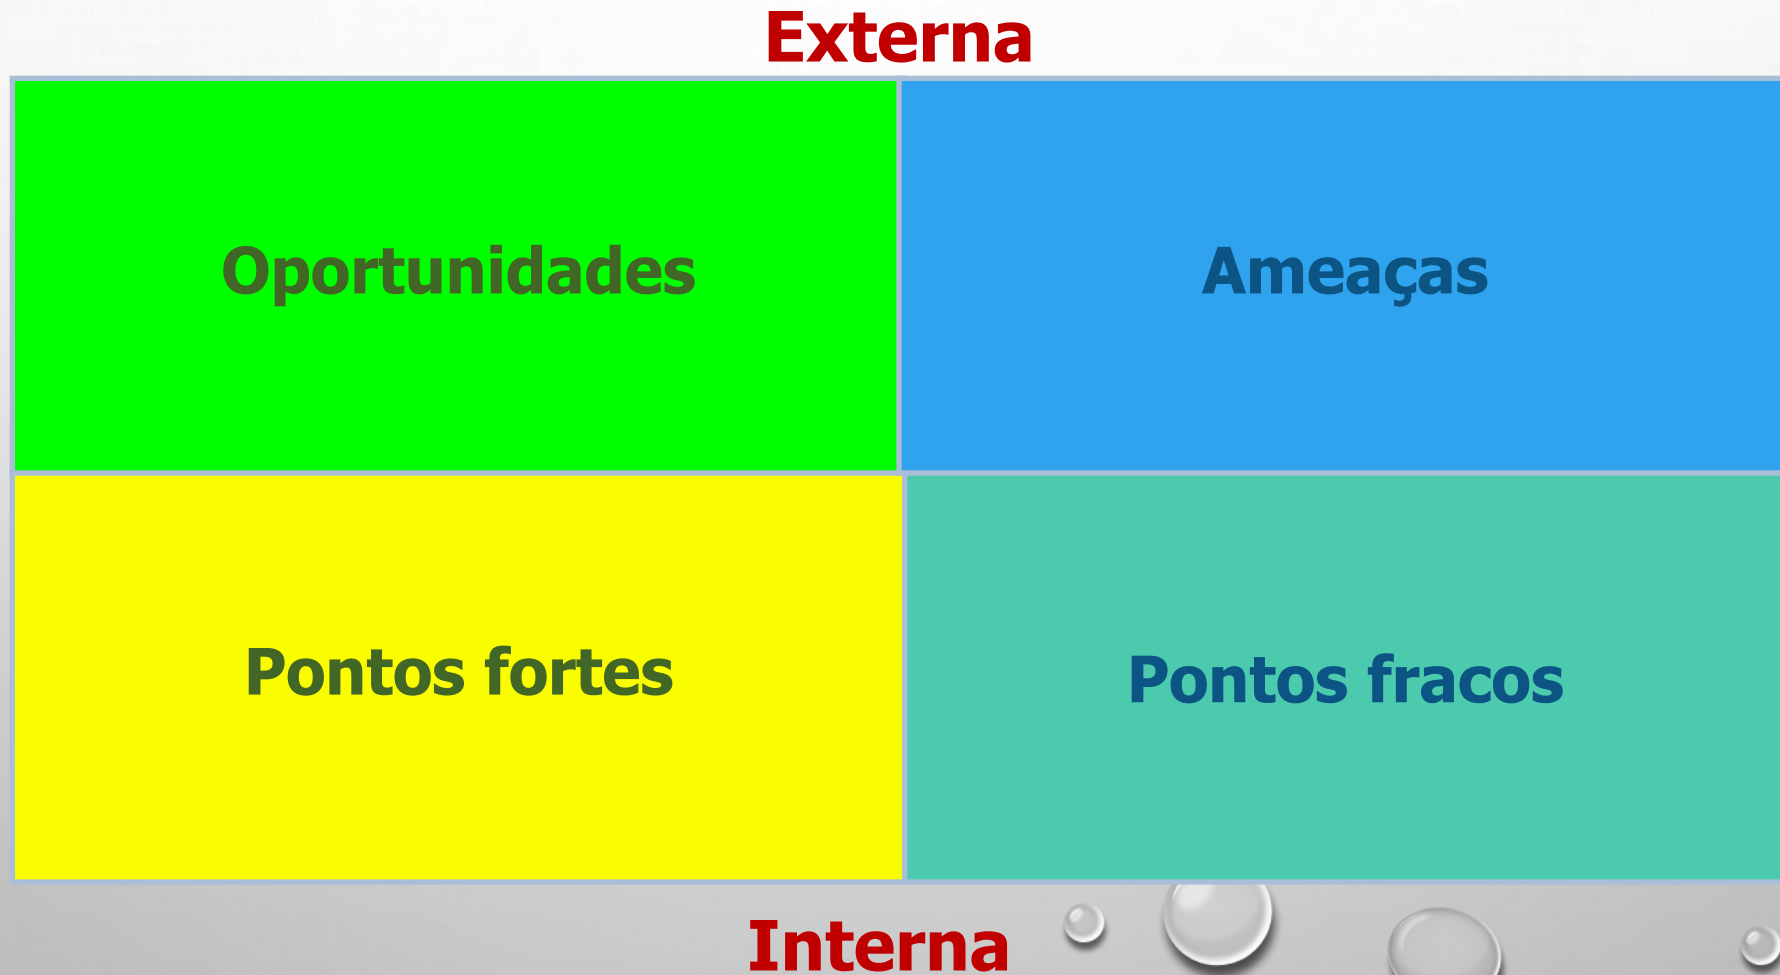 Externa
Oportunidades
Ameaças
Pontos fortes
Pontos fracos
Interna